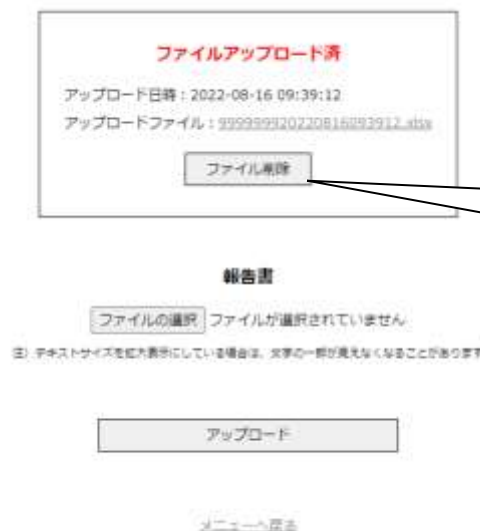 ファイルアップロード済
アップロード日時：2022-08-16 09:39:12
アップロードファイル：999999920220816093912.xlsx
ファイル削除
報告書
ファイルの選択 ファイルが選択されていません
注）テキストサイズを拡大表示にしている場合は、文字の一部が見えなくなることがあります
アップロード
メニューへ戻る